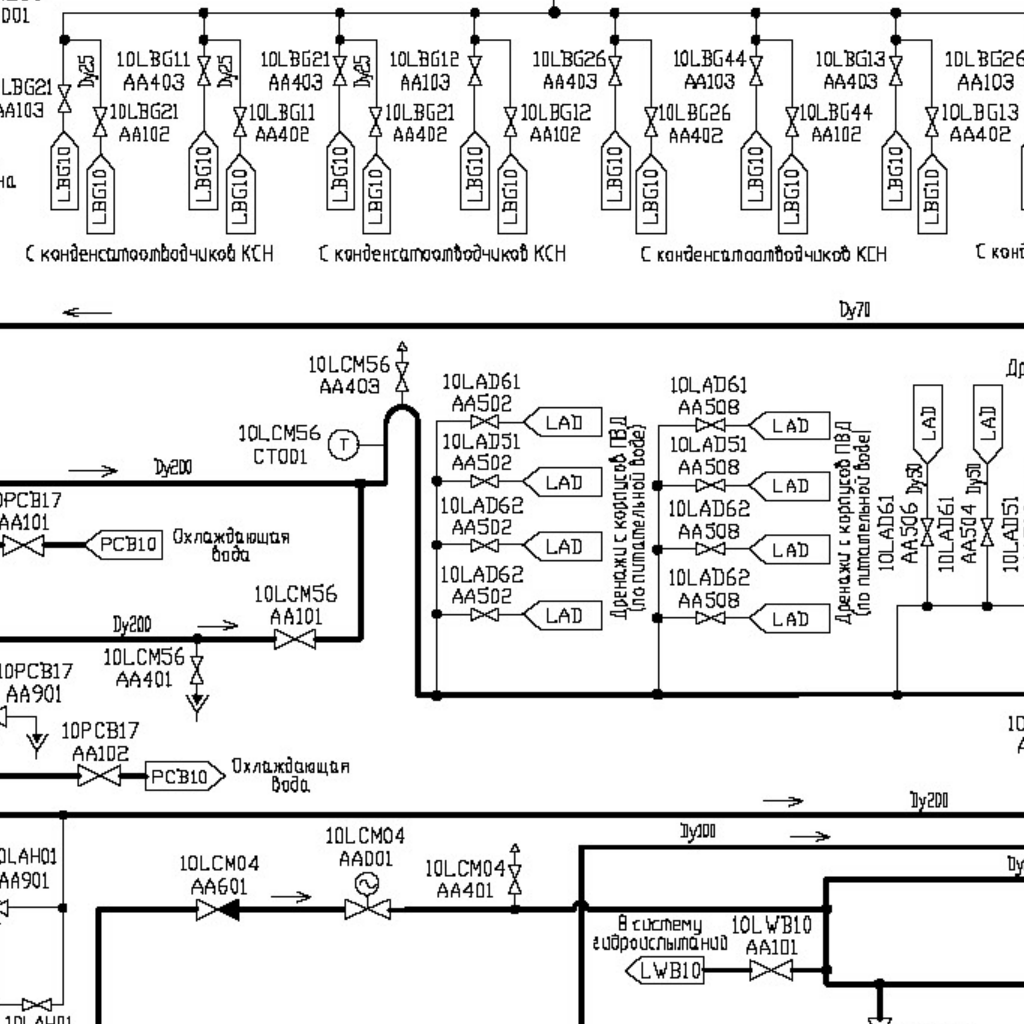 D01
LBG21
A103
Dy25
10LBG21
AA102
10LBG11
AA403
Dy25
10LBG11
AA402
10LBG21
AA403
Dy25
10LBG21
AA402
10LBG12
AA103
10LBG12
AA102
10LBG26
AA403
10LBG26
AA402
10LBG44
AA103
10LBG44
AA102
10LBG13
AA403
10LBG13
AA402
10LBG26
AA103
LBG10
LBG10
LBG10
LBG10
LBG10
LBG10
LBG10
LBG10
LBG10
LBG10
LBG10
LBG10
LBG10
LBG10
на
С конденсатоотводчиков КСН
С конденсатоотводчиков КСН
С конденсатоотводчиков КСН
С конд
Dy70
10LCM56
AA403
10LCM56
CT001
T
Dy200
0PCB17
AA101
PCB10
Охлаждающая
вода
10LCM56
AA101
Dy200
10LCM56
AA401
10LAD61
AA502
LAD
10LAD51
AA502
LAD
10LAD62
AA502
LAD
10LAD62
AA502
LAD
Дренажи с корпусов ПВД
(по питательной воде)
10LAD61
AA508
LAD
10LAD51
AA508
LAD
10LAD62
AA508
LAD
10LAD62
AA508
LAD
Дренажи с корпусов ПВД
(по питательной воде)
Др
LAD
LAD
Dy50
Dy50
10LAD61
AA506
10LAD61
AA504
10LAD51
0PCB17
AA901
10PCB17
AA102
PCB10
Охлаждающая
вода
10
A
Dy200
Dy100
Dy
0LAH01
AA901
10LCM04
AA601
10LCM04
AA001
10LCM04
AA401
В систему
гидроиспытаний
LWB10
10LWB10
AA101
10LAH01